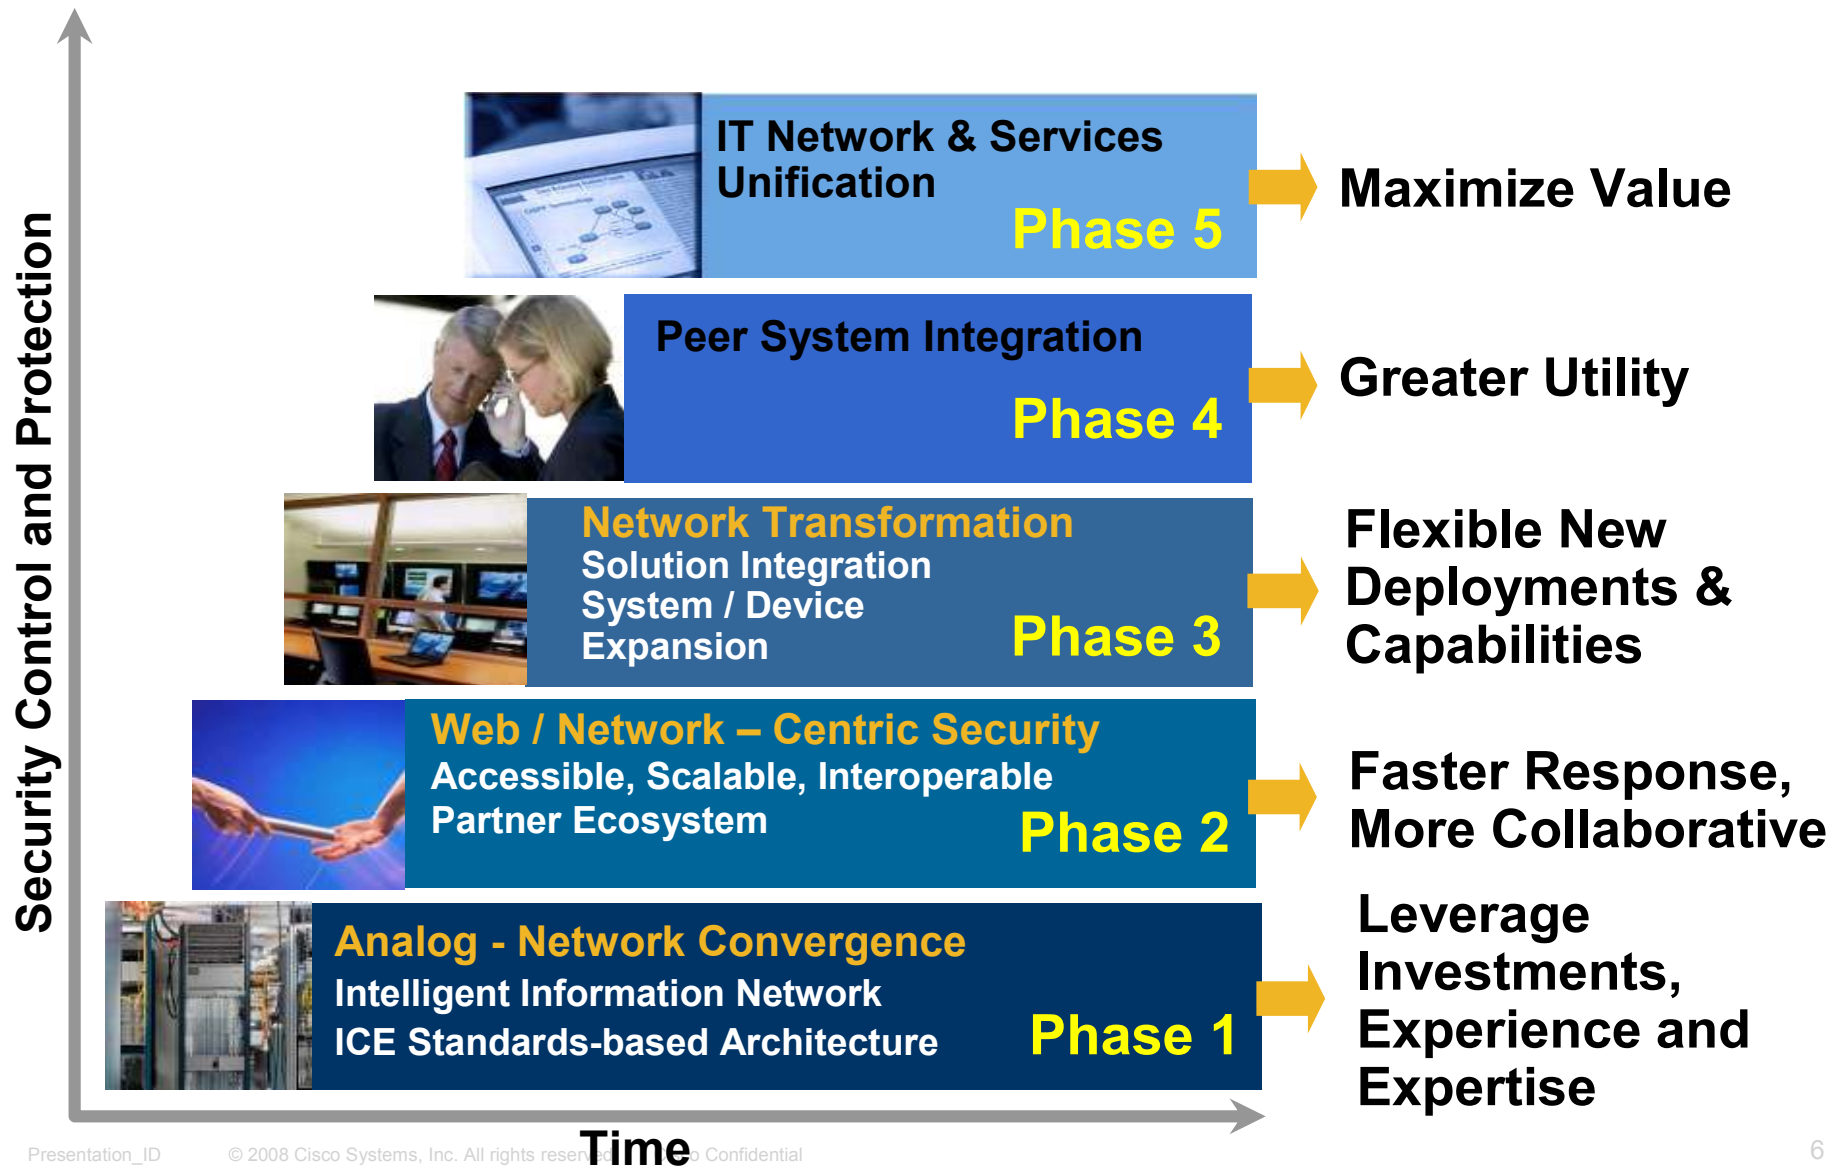 Security Control and Protection
IT Network & Services
Unification
Phase 5
Maximize Value
Peer System Integration
Phase 4
Greater Utility
Network Transformation
Solution Integration
System / Device
Expansion
Phase 3
Flexible New
Deployments &
Capabilities
Web / Network – Centric Security
Accessible, Scalable, Interoperable
Partner Ecosystem
Phase 2
Faster Response,
More Collaborative
Analog - Network Convergence
Intelligent Information Network
ICE Standards-based Architecture
Phase 1
Leverage
Investments,
Experience and
Expertise
Time
Presentation_ID
© 2008 Cisco Systems, Inc. All rights reserved
Confidential
6